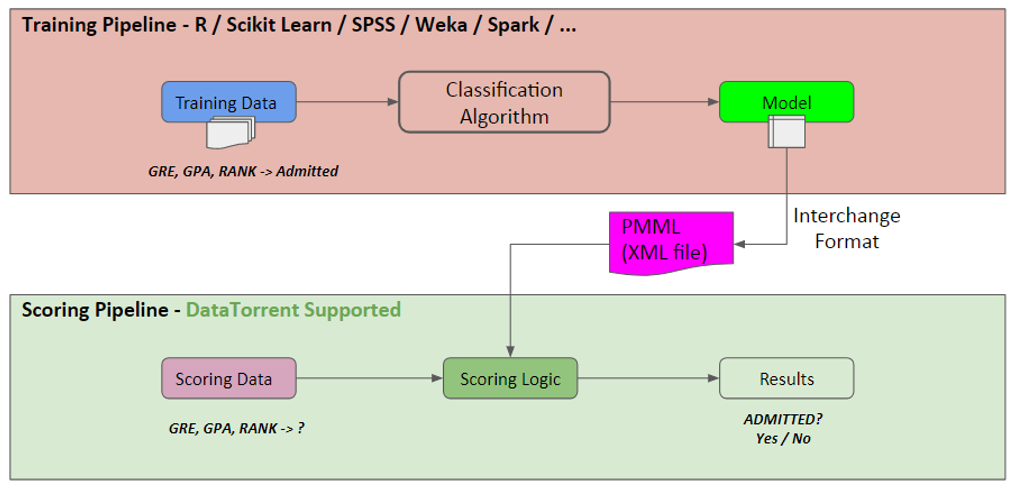 Training Pipeline - R / Scikit Learn / SPSS / Weka / Spark / ...
Training Data
Classification
Algorithm
Model
GRE, GPA, RANK -> Admitted
Interchange
Format
PMML
(XML file)
Scoring Pipeline - DataTorrent Supported
Scoring Data
Scoring Logic
Results
GRE, GPA, RANK -> ?
ADMITTED?
Yes / No